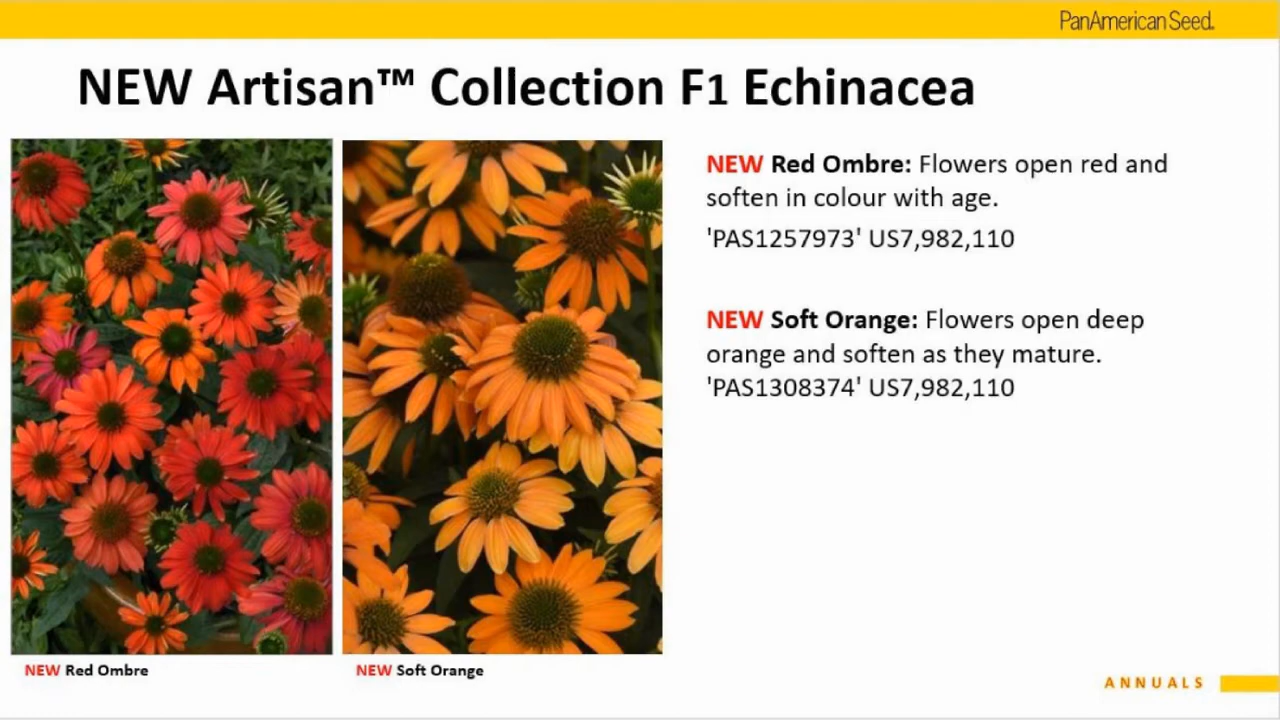 PanAmerican Seed.
NEW Artisan™ Collection F1 Echinacea
NEW Red Ombre: Flowers open red and
soften in colour with age.
'PAS1257973' US7,982,110
NEW Soft Orange: Flowers open deep
orange and soften as they mature.
'PAS1308374' US7,982,110
NEW Red Ombre
NEW Soft Orange
ANNUALS